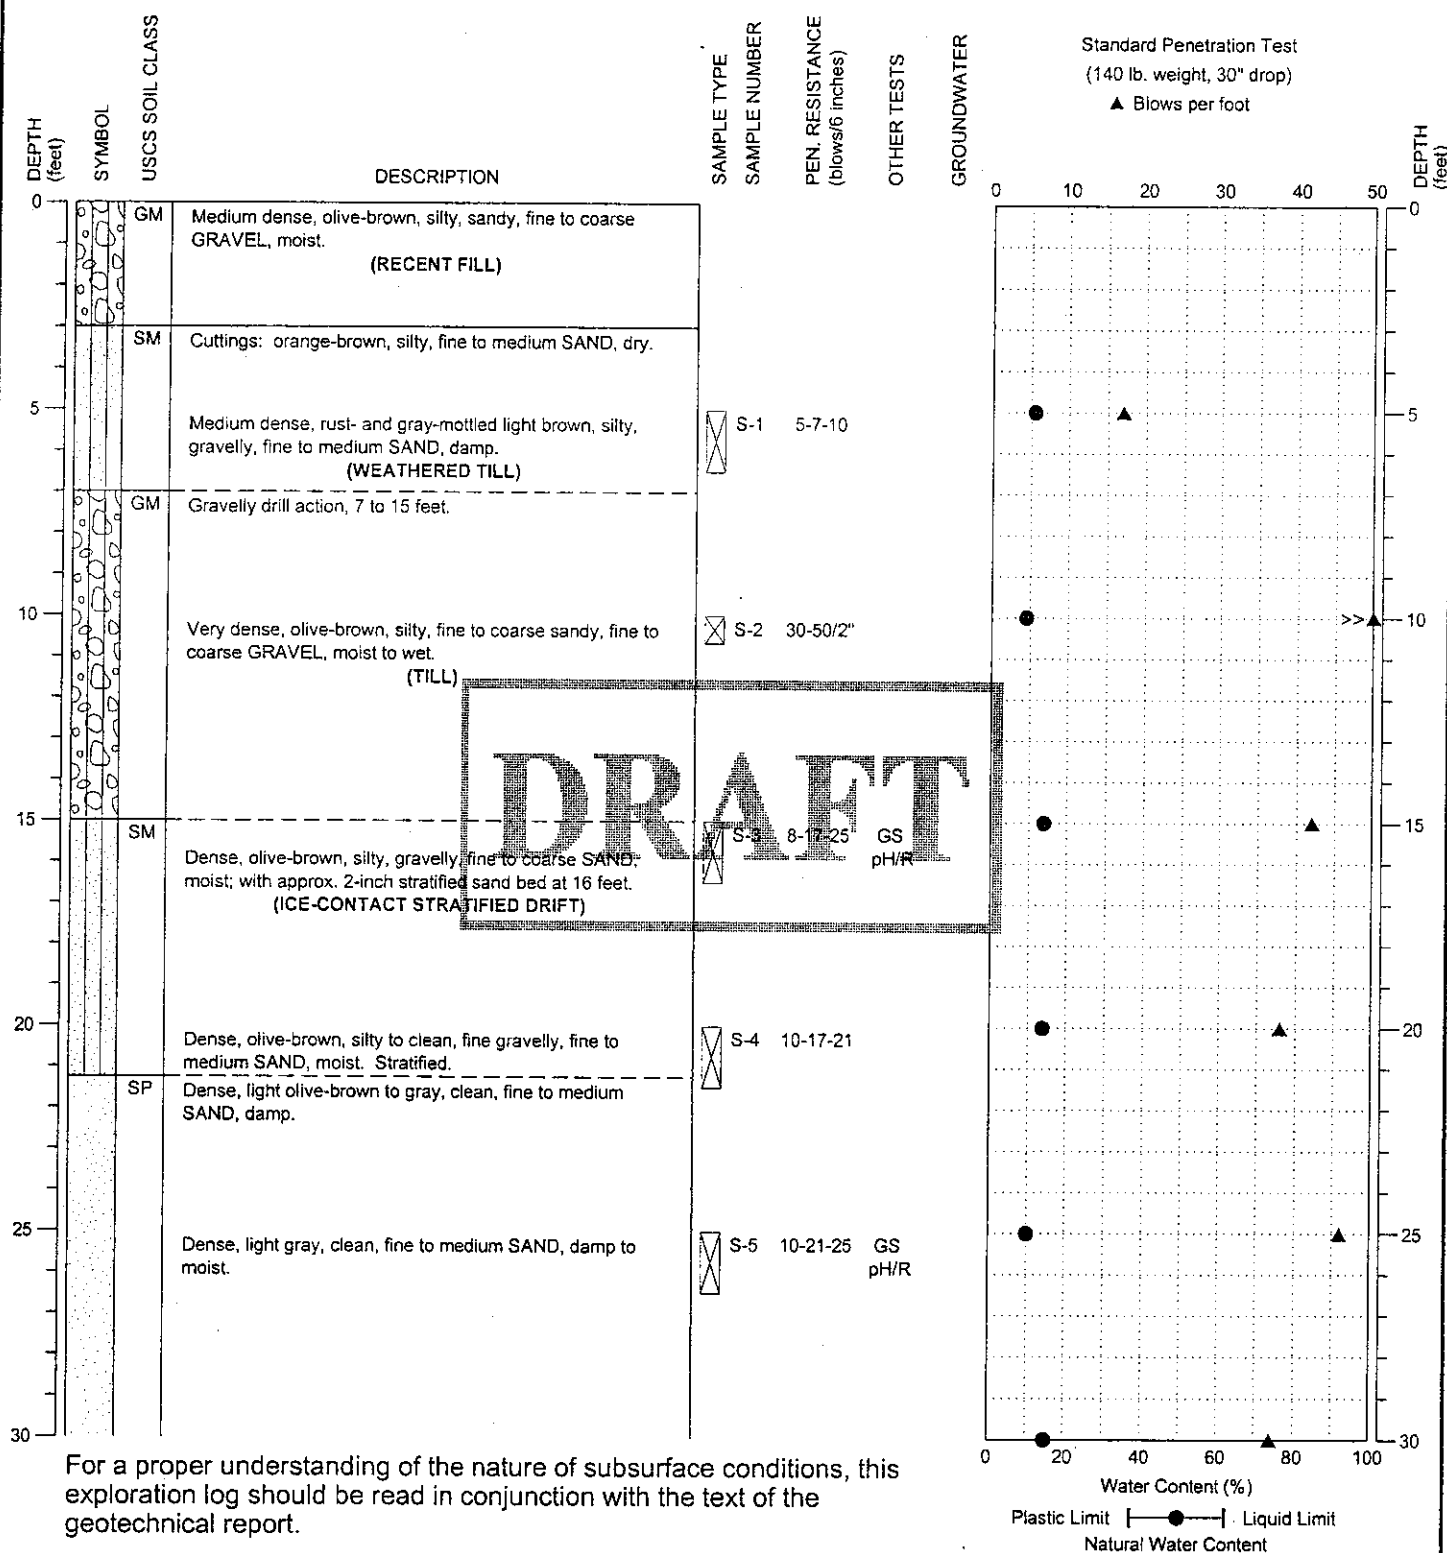 DEPTH (feet)
SYMBOL
USCS SOIL CLASS
DESCRIPTION
SAMPLE TYPE
SAMPLE NUMBER
PEN. RESISTANCE (blows/6 inches)
OTHER TESTS
GROUNDWATER
Standard Penetration Test
(140 lb. weight, 30" drop)
▲ Blows per foot
DEPTH (feet)
0 10 20 30 40 50
0
GM Medium dense, olive-brown, silty, sandy, fine to coarse
GRAVEL, moist.
(RECENT FILL)
0
SM Cuttings: orange-brown, silty, fine to medium SAND, dry.
5
Medium dense, rust- and gray-mottled light brown, silty, S-1 5-7-10
gravelly, fine to medium SAND, damp.
(WEATHERED TILL)
5
GM Gravelly drill action, 7 to 15 feet.
10
Very dense, olive-brown, silty, fine to coarse sandy, fine to S-2 30-50/2"
coarse GRAVEL, moist to wet.
(TILL)
>>
10
DRAFT
15
SM
S-3 8-17-25 GS
pH/R
Dense, olive-brown, silty, gravelly, fine to coarse SAND,
moist; with approx. 2-inch stratified sand bed at 16 feet.
(ICE-CONTACT STRATIFIED DRIFT)
15
20
Dense, olive-brown, silty to clean, fine gravelly, fine to S-4 10-17-21
medium SAND, moist. Stratified.
20
SP Dense, light olive-brown to gray, clean, fine to medium
SAND, damp.
25
Dense, light gray, clean, fine to medium SAND, damp to S-5 10-21-25 GS
moist. pH/R
25
30
30
0 20 40 60 80 100
Water Content (%)
Plastic Limit Liquid Limit
Natural Water Content
For a proper understanding of the nature of subsurface conditions, this
exploration log should be read in conjunction with the text of the
geotechnical report.